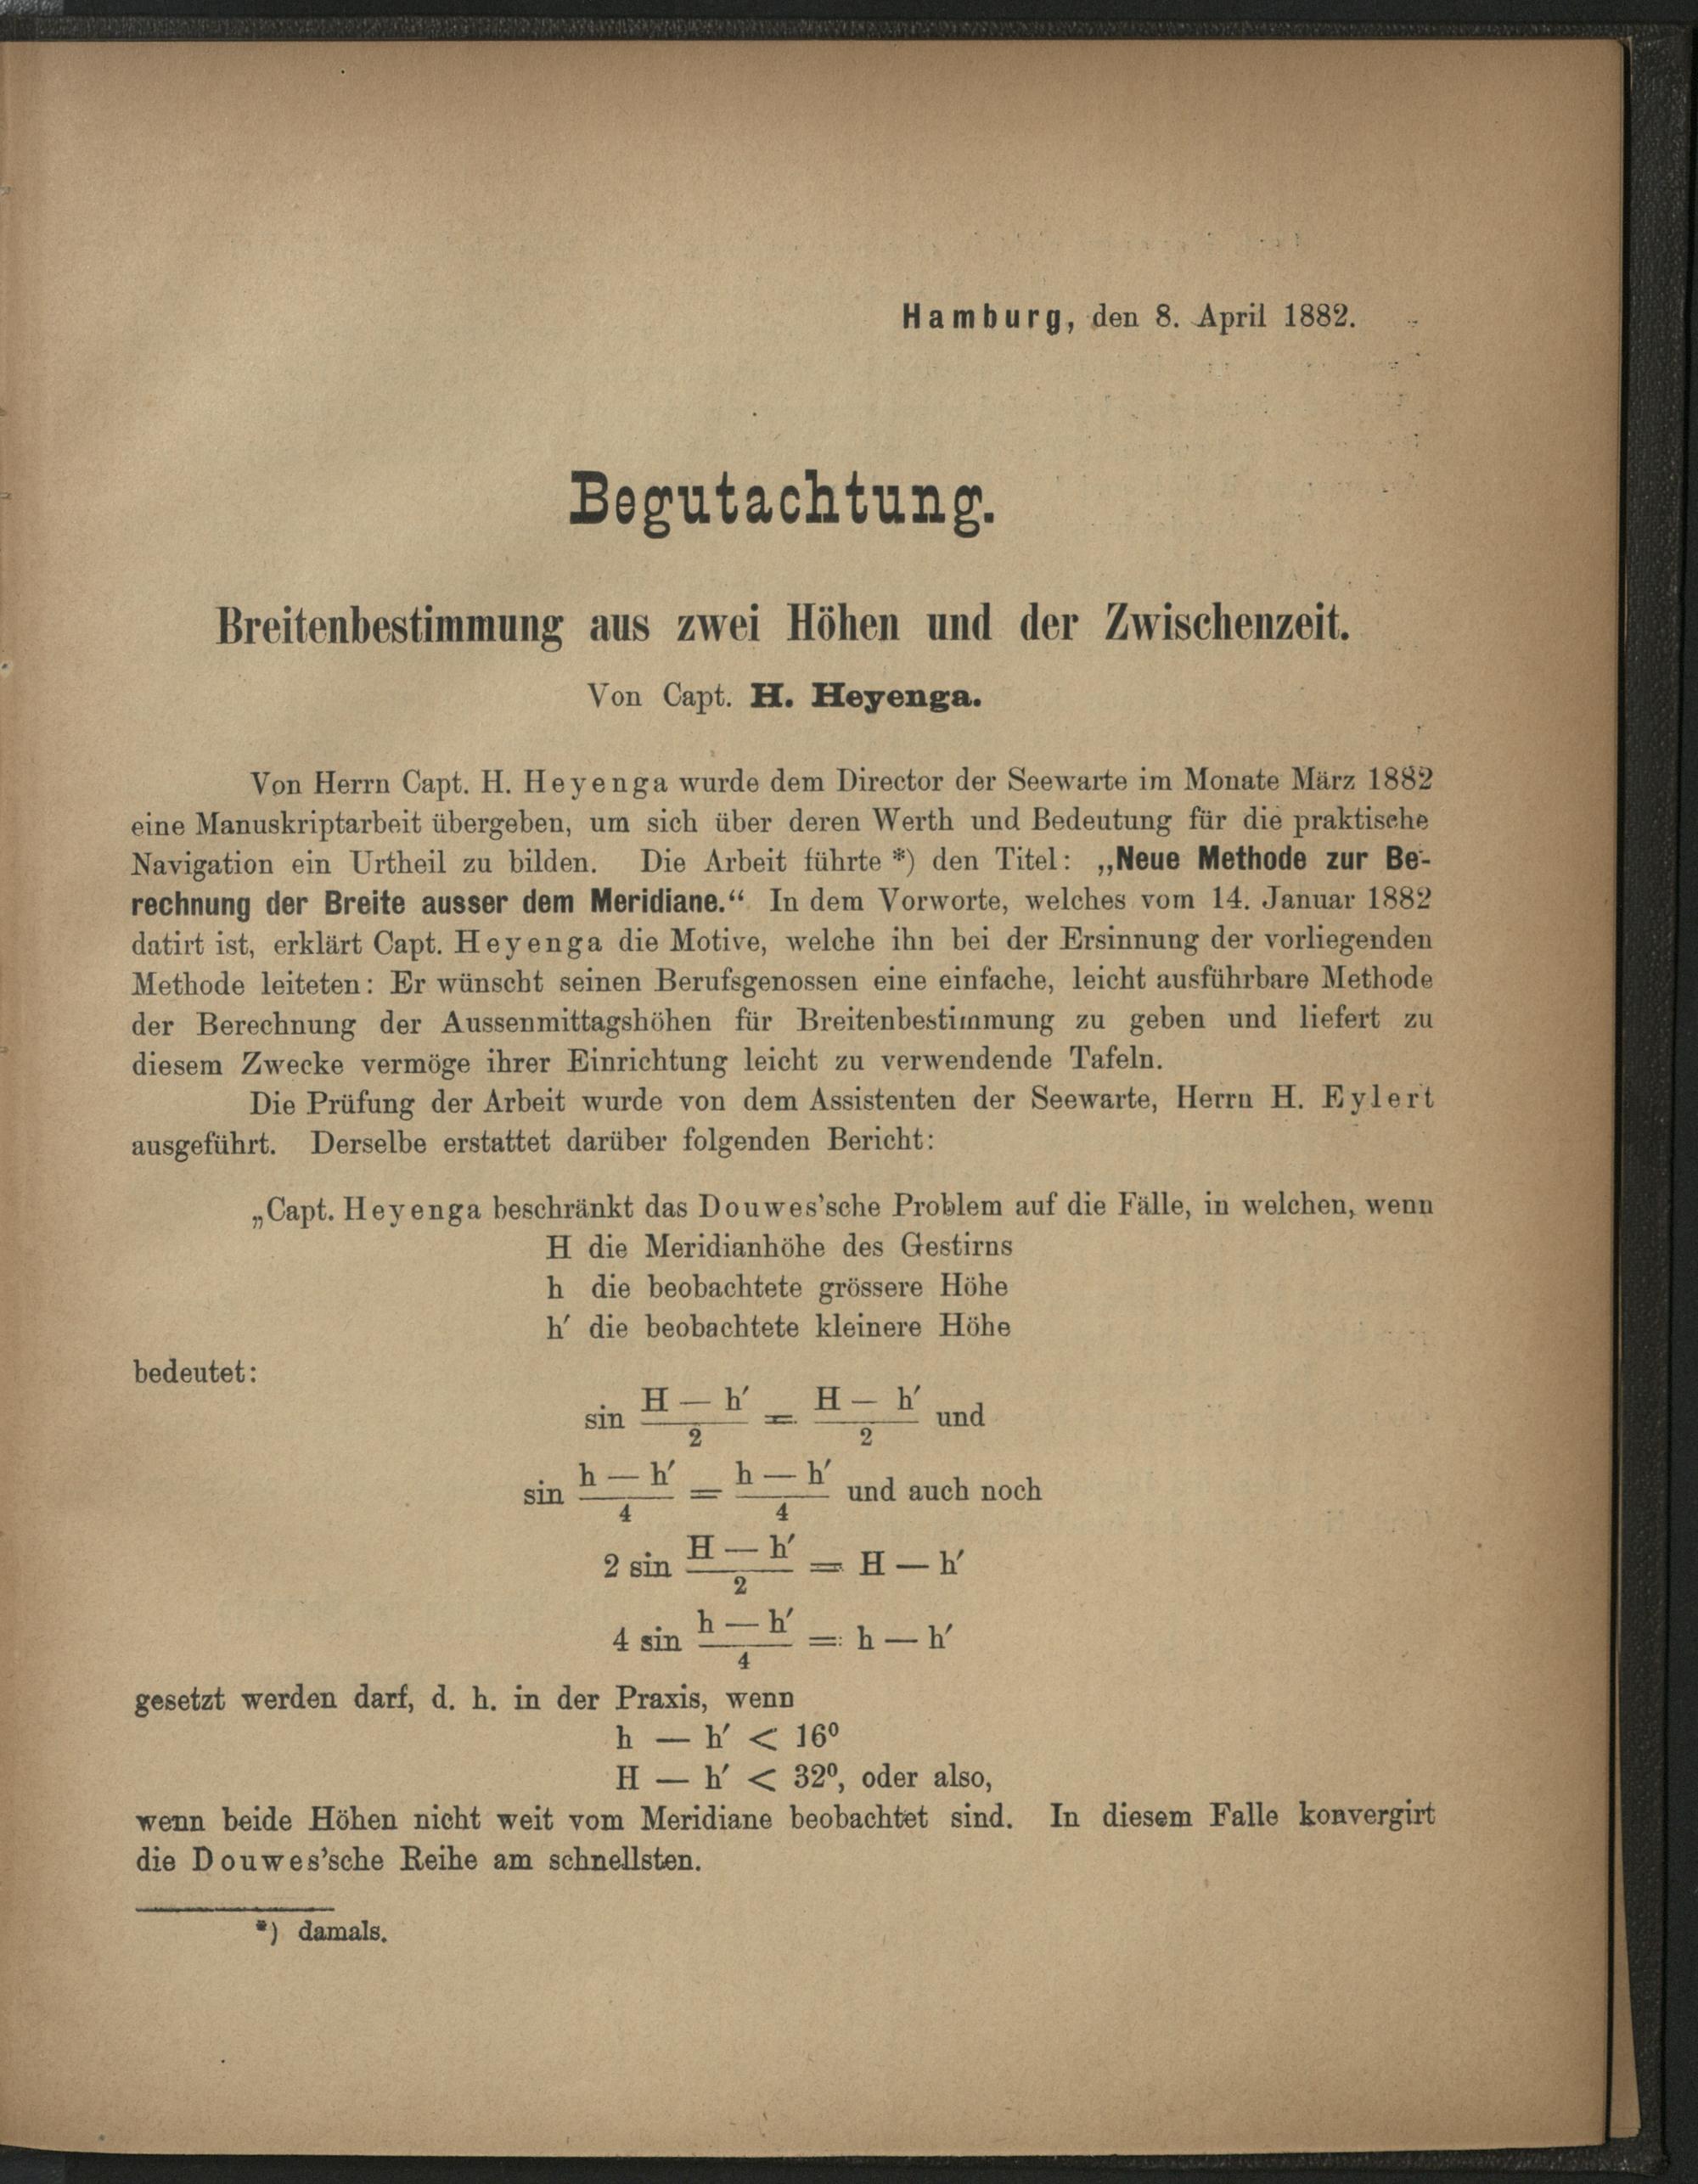 Hamburg, den 8. April 1882.
Begutachtung.
Breitenbestimmung aus zwei Höhen und der Zwischenzeit.
Von Capt. H. Heyenga.
Von Herrn Capt. H. Heyenga wurde dem Director der Seewarte im Monate März 1882
eine Manuskriptarbeit übergeben, um sich über deren Werth und Bedeutung für die praktische
Navigation ein Urtheil zu bilden. Die Arbeit führte *) den Titel: „Neue Methode zur Be-
rechnung der Breite ausser dem Meridiane.“ In dem Vorworte, welches vom 14. Januar 1882
datirt ist, erklärt Capt. Heyenga die Motive, welche ihn bei der Ersinnung der vorliegenden
Methode leiteten: Er wünscht seinen Berufsgenossen eine einfache, leicht ausführbare Methode
der Berechnung der Aussenmittagshöhen für Breitenbestimmung zu geben und liefert zu
diesem Zwecke vermöge ihrer Einrichtung leicht zu verwendende Tafeln.
Die Prüfung der Arbeit wurde von dem Assistenten der Seewarte, Herrn H. Eylert
ausgeführt. Derselbe erstattet darüber folgenden Bericht:
„Capt. Heyenga beschränkt das Douwes'sche Problem auf die Fälle, in welchen, wenn
H die Meridianhöhe des Gestirns
h die beobachtete grössere Höhe
h′ die beobachtete kleinere Höhe
bedeutet:
sin (H — h′)/2 = (H — h′)/2 und
sin (h — h′)/4 = (h — h′)/4 und auch noch
2 sin (H — h′)/2 = H — h′
4 sin (h — h′)/4 = h — h′
gesetzt werden darf, d. h. in der Praxis, wenn
h — h′ < 16⁰
H — h′ < 32⁰, oder also,
wenn beide Höhen nicht weit vom Meridiane beobachtet sind. In diesem Falle konvergirt
die Douwes'sche Reihe am schnellsten.
*) damals.